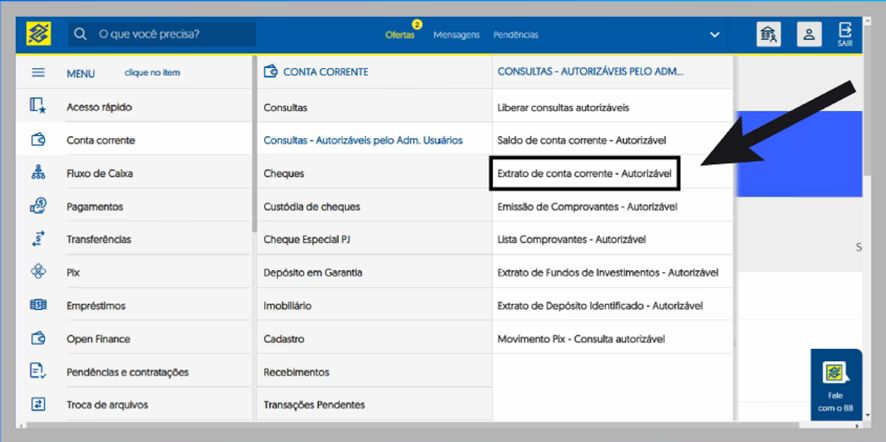 O que você precisa?
Ofertas
2
Mensagens
Pendências
SAIR
MENU
clique no item
Acesso rápido
Conta corrente
Fluxo de Caixa
Pagamentos
Transferências
Pix
Empréstimos
Open Finance
Pendências e contratações
Troca de arquivos
CONTA CORRENTE
Consultas
Consultas - Autorizáveis pelo Adm. Usuários
Cheques
Custódia de cheques
Cheque Especial PJ
Depósito em Garantia
Imobiliário
Cadastro
Recebimentos
Transações Pendentes
CONSULTAS - AUTORIZÁVEIS PELO ADM...
Liberar consultas autorizáveis
Saldo de conta corrente - Autorizável
Extrato de conta corrente - Autorizável
Emissão de Comprovantes - Autorizável
Lista Comprovantes - Autorizável
Extrato de Fundos de Investimentos - Autorizável
Extrato de Depósito Identificado - Autorizável
Movimento Pix - Consulta autorizável
S
Fale
com o BB